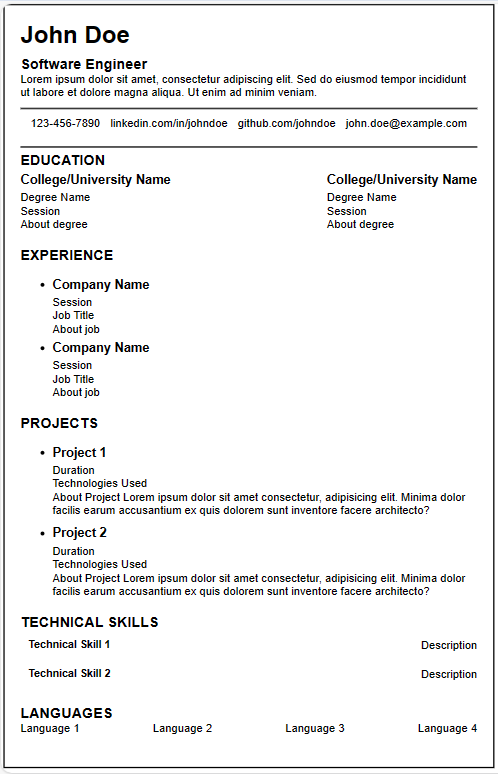 John Doe
Software Engineer
Lorem ipsum dolor sit amet, consectetur adipiscing elit. Sed do eiusmod tempor incididunt
ut labore et dolore magna aliqua. Ut enim ad minim veniam.
123-456-7890 linkedin.com/in/johndoe github.com/johndoe john.doe@example.com
EDUCATION
College/University Name College/University Name
Degree Name Degree Name
Session Session
About degree About degree
EXPERIENCE
• Company Name
Session
Job Title
About job
• Company Name
Session
Job Title
About job
PROJECTS
• Project 1
Duration
Technologies Used
About Project Lorem ipsum dolor sit amet consectetur, adipisicing elit. Minima dolor
facilis earum accusantium ex quis dolorem sunt inventore facere architecto?
• Project 2
Duration
Technologies Used
About Project Lorem ipsum dolor sit amet consectetur, adipisicing elit. Minima dolor
facilis earum accusantium ex quis dolorem sunt inventore facere architecto?
TECHNICAL SKILLS
Technical Skill 1 Description
Technical Skill 2 Description
LANGUAGES
Language 1 Language 2 Language 3 Language 4